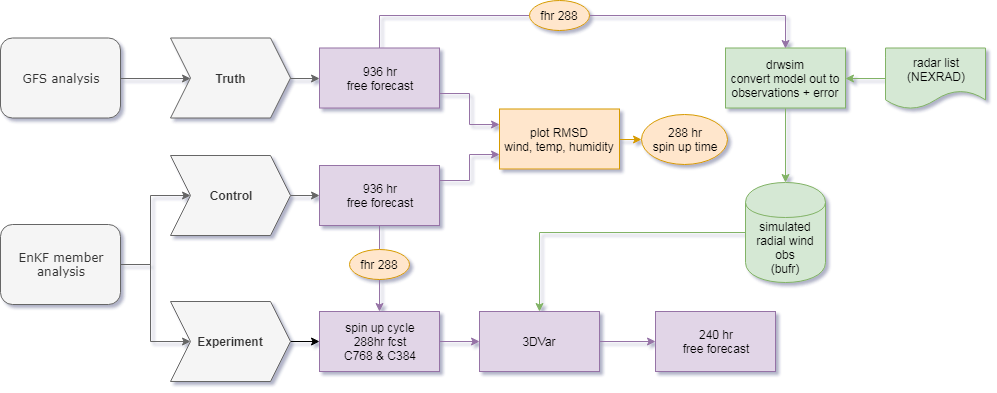 fhr 288
GFS analysis
Truth
936 hr
free forecast
drwsim
convert model out to
observations + error
radar list
(NEXRAD)
plot RMSD
wind, temp, humidity
288 hr
spin up time
Control
936 hr
free forecast
simulated
radial wind
obs
(bufr)
EnKF member
analysis
fhr 288
Experiment
spin up cycle
288hr fcst
C768 & C384
3DVar
240 hr
free forecast